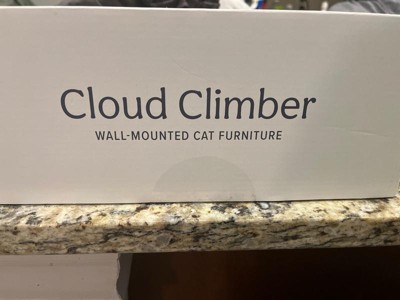 Cloud Climber
WALL-MOUNTED CAT FURNITURE